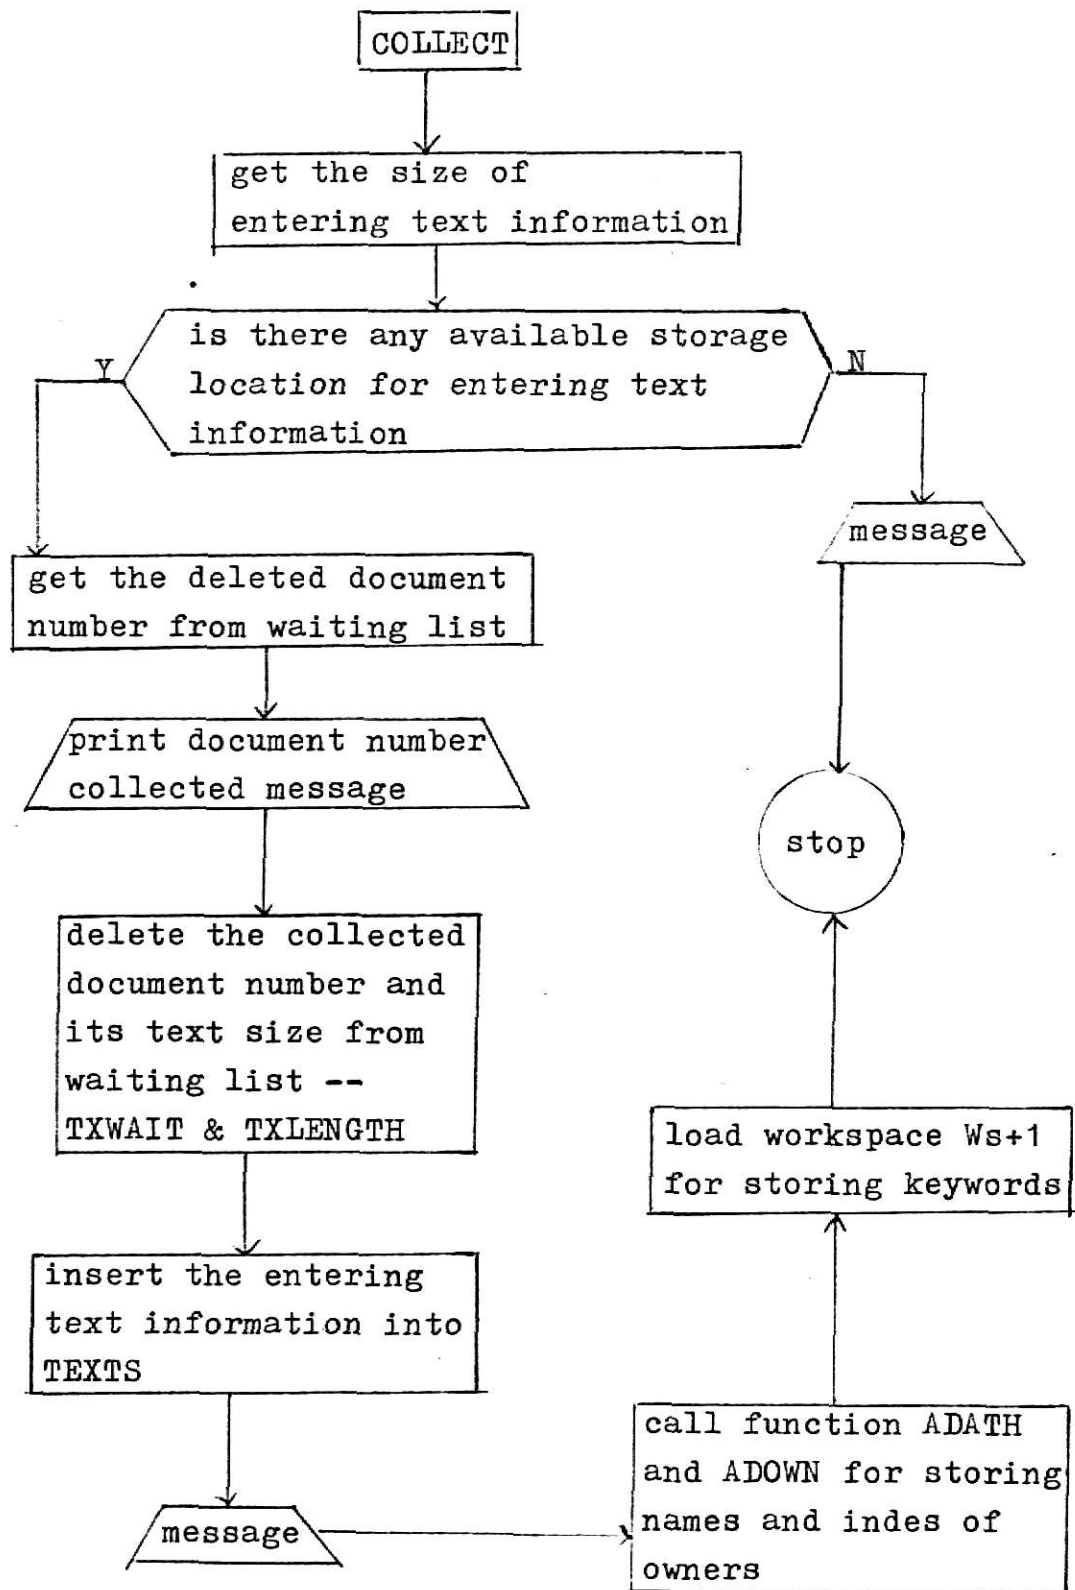 COLLECT
get the size of
entering text information
is there any available storage
location for entering text
information
Y
N
message
get the deleted document
number from waiting list
print document number
collected message
stop
delete the collected
document number and
its text size from
waiting list --
TXWAIT & TXLENGTH
load workspace Ws+1
for storing keywords
insert the entering
text information into
TEXTS
call function ADATH
and ADOWN for storing
names and indes of
owners
message